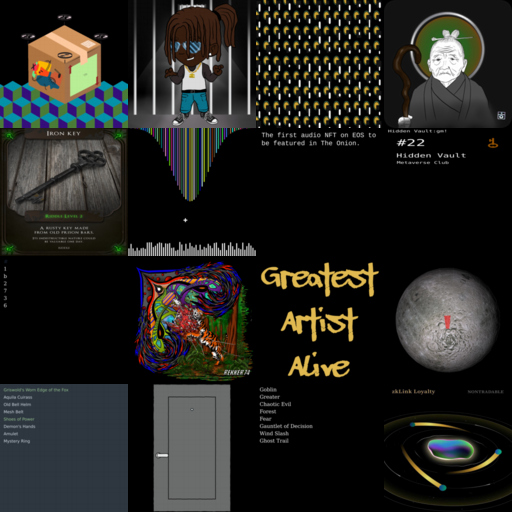 Hidden Vault:gm!
The first audio NFT on EOS to
be featured in The Onion.
#22
Hidden Vault
Metaverse Club
IRON KEY
A RUSTY KEY MADE
FROM OLD PRISON BARS.
1
b
2
?
3
6
Greatest
Artist
Alive
Worn Edge of the Fox
Aquila Cuirass
Old Bell Helm
Mesh Belt
Shoes of Power
Demon's Hands
Amulet
Mystery Ring
Goblin
Greater
Chaotic Evil
Forest
Fear
Gauntlet of Decision
Wind Slash
Ghost Trail
zkLink Loyalty
NONTRADABLE